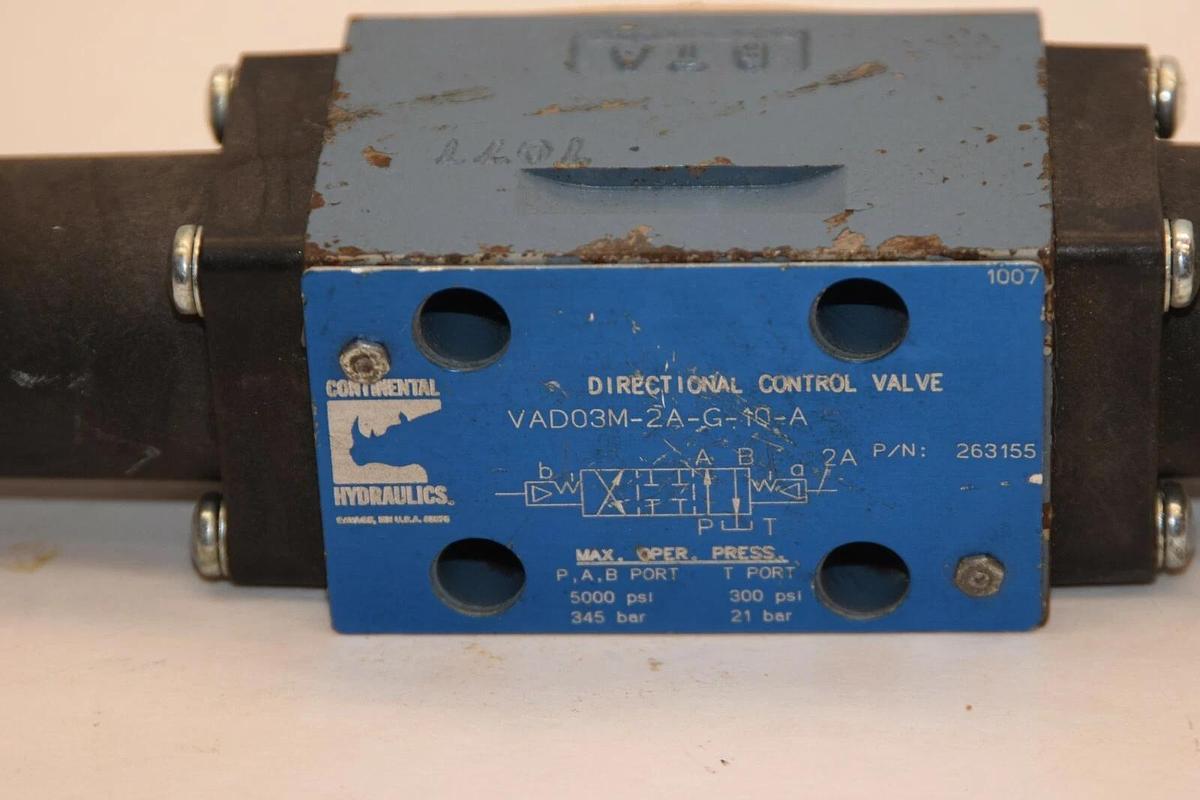 BTA
1007
CONTINENTAL
HYDRAULICS®
DIRECTIONAL CONTROL VALVE
VAD03M-2A-G-10-A
P/N: 263155
b A B a 2A
P T
MAX. OPER. PRESS.
P,A,B PORT T PORT
5000 psi 300 psi
345 bar 21 bar